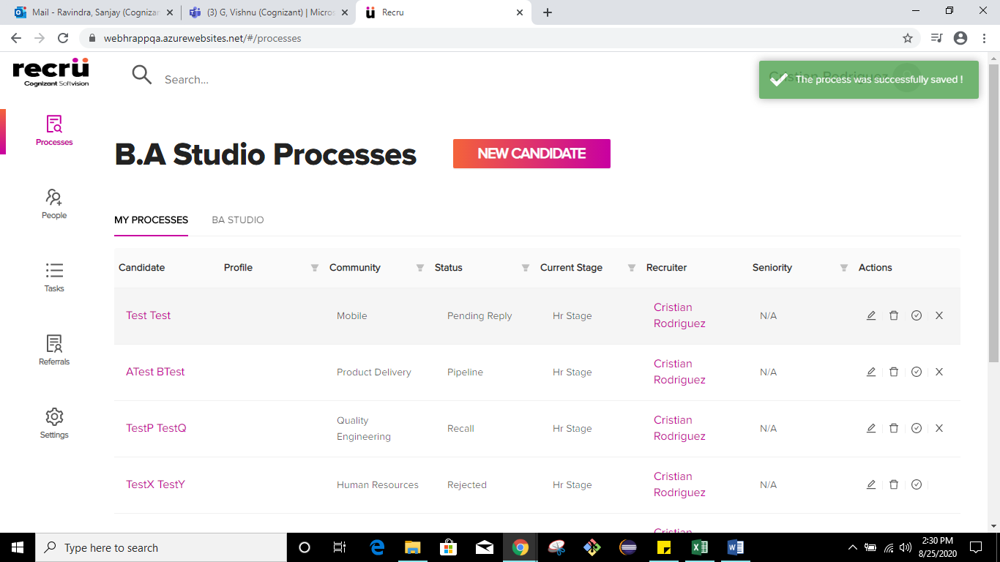 Mail - Ravindra, Sanjay (Cognizan
(3) G, Vishnu (Cognizant) | Micros
Recru
webhrappqa.azurewebsites.net/#/processes
recrü
Cognizant Softvision
Search...
Cristian Rodriguez
The process was successfully saved !
Processes
People
Tasks
Referrals
Settings
B.A Studio Processes
NEW CANDIDATE
MY PROCESSES
BA STUDIO
Candidate Profile Community Status Current Stage Recruiter Seniority Actions
Test Test Mobile Pending Reply Hr Stage Cristian Rodriguez N/A
ATest BTest Product Delivery Pipeline Hr Stage Cristian Rodriguez N/A
TestP TestQ Quality Engineering Recall Hr Stage Cristian Rodriguez N/A
TestX TestY Human Resources Rejected Hr Stage Cristian Rodriguez N/A
Cristian
Type here to search
2:30 PM
8/25/2020